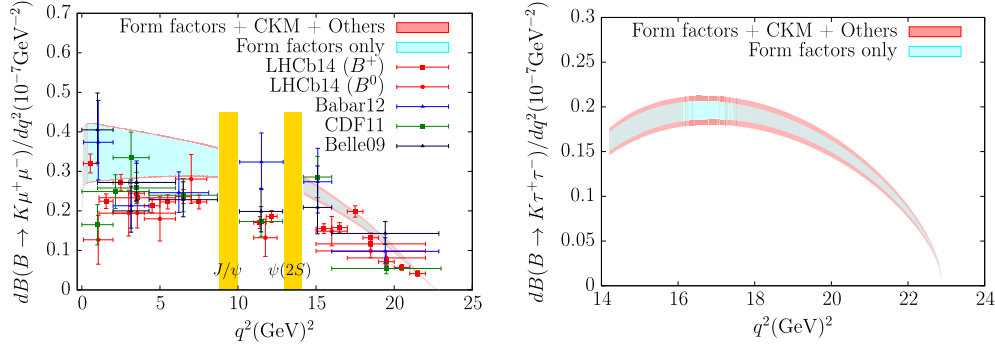 dB(B → Kμ⁺μ⁻)/dq²(10⁻⁷GeV⁻²)
0.7
0.6
0.5
0.4
0.3
0.2
0.1
0
Form factors + CKM + Others
Form factors only
LHCb14 (B⁺)
LHCb14 (B⁰)
Babar12
CDF11
Belle09
J/ψ
ψ(2S)
0
5
10
15
20
25
q²(GeV)²
dB(B → Kτ⁺τ⁻)/dq²(10⁻⁷GeV⁻²)
0.3
0.25
0.2
0.15
0.1
0.05
0
Form factors + CKM + Others
Form factors only
14
16
18
20
22
24
q²(GeV)²